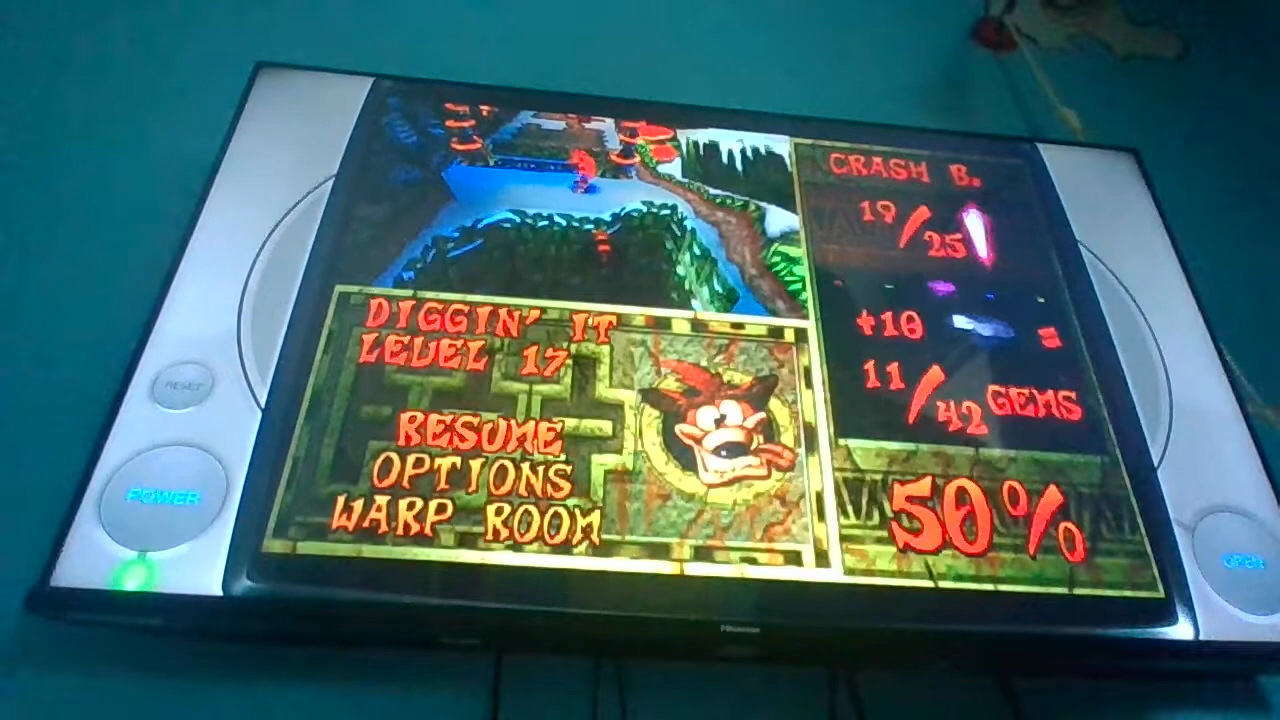 CRASH B.
19/25
+10
11/42 GEMS
50%
DIGGIN' IT
LEVEL 17
RESUME
OPTIONS
WARP ROOM
RESET
POWER
OPEN
Hisense